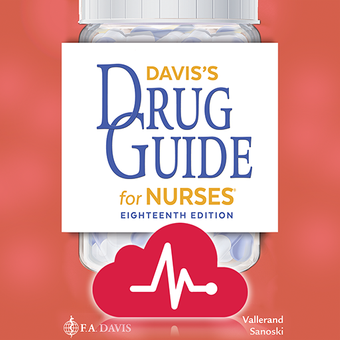 DAVIS'S
DRUG
GUIDE
for NURSES®
EIGHTEENTH EDITION
F.A. DAVIS
Vallerand
Sanoski